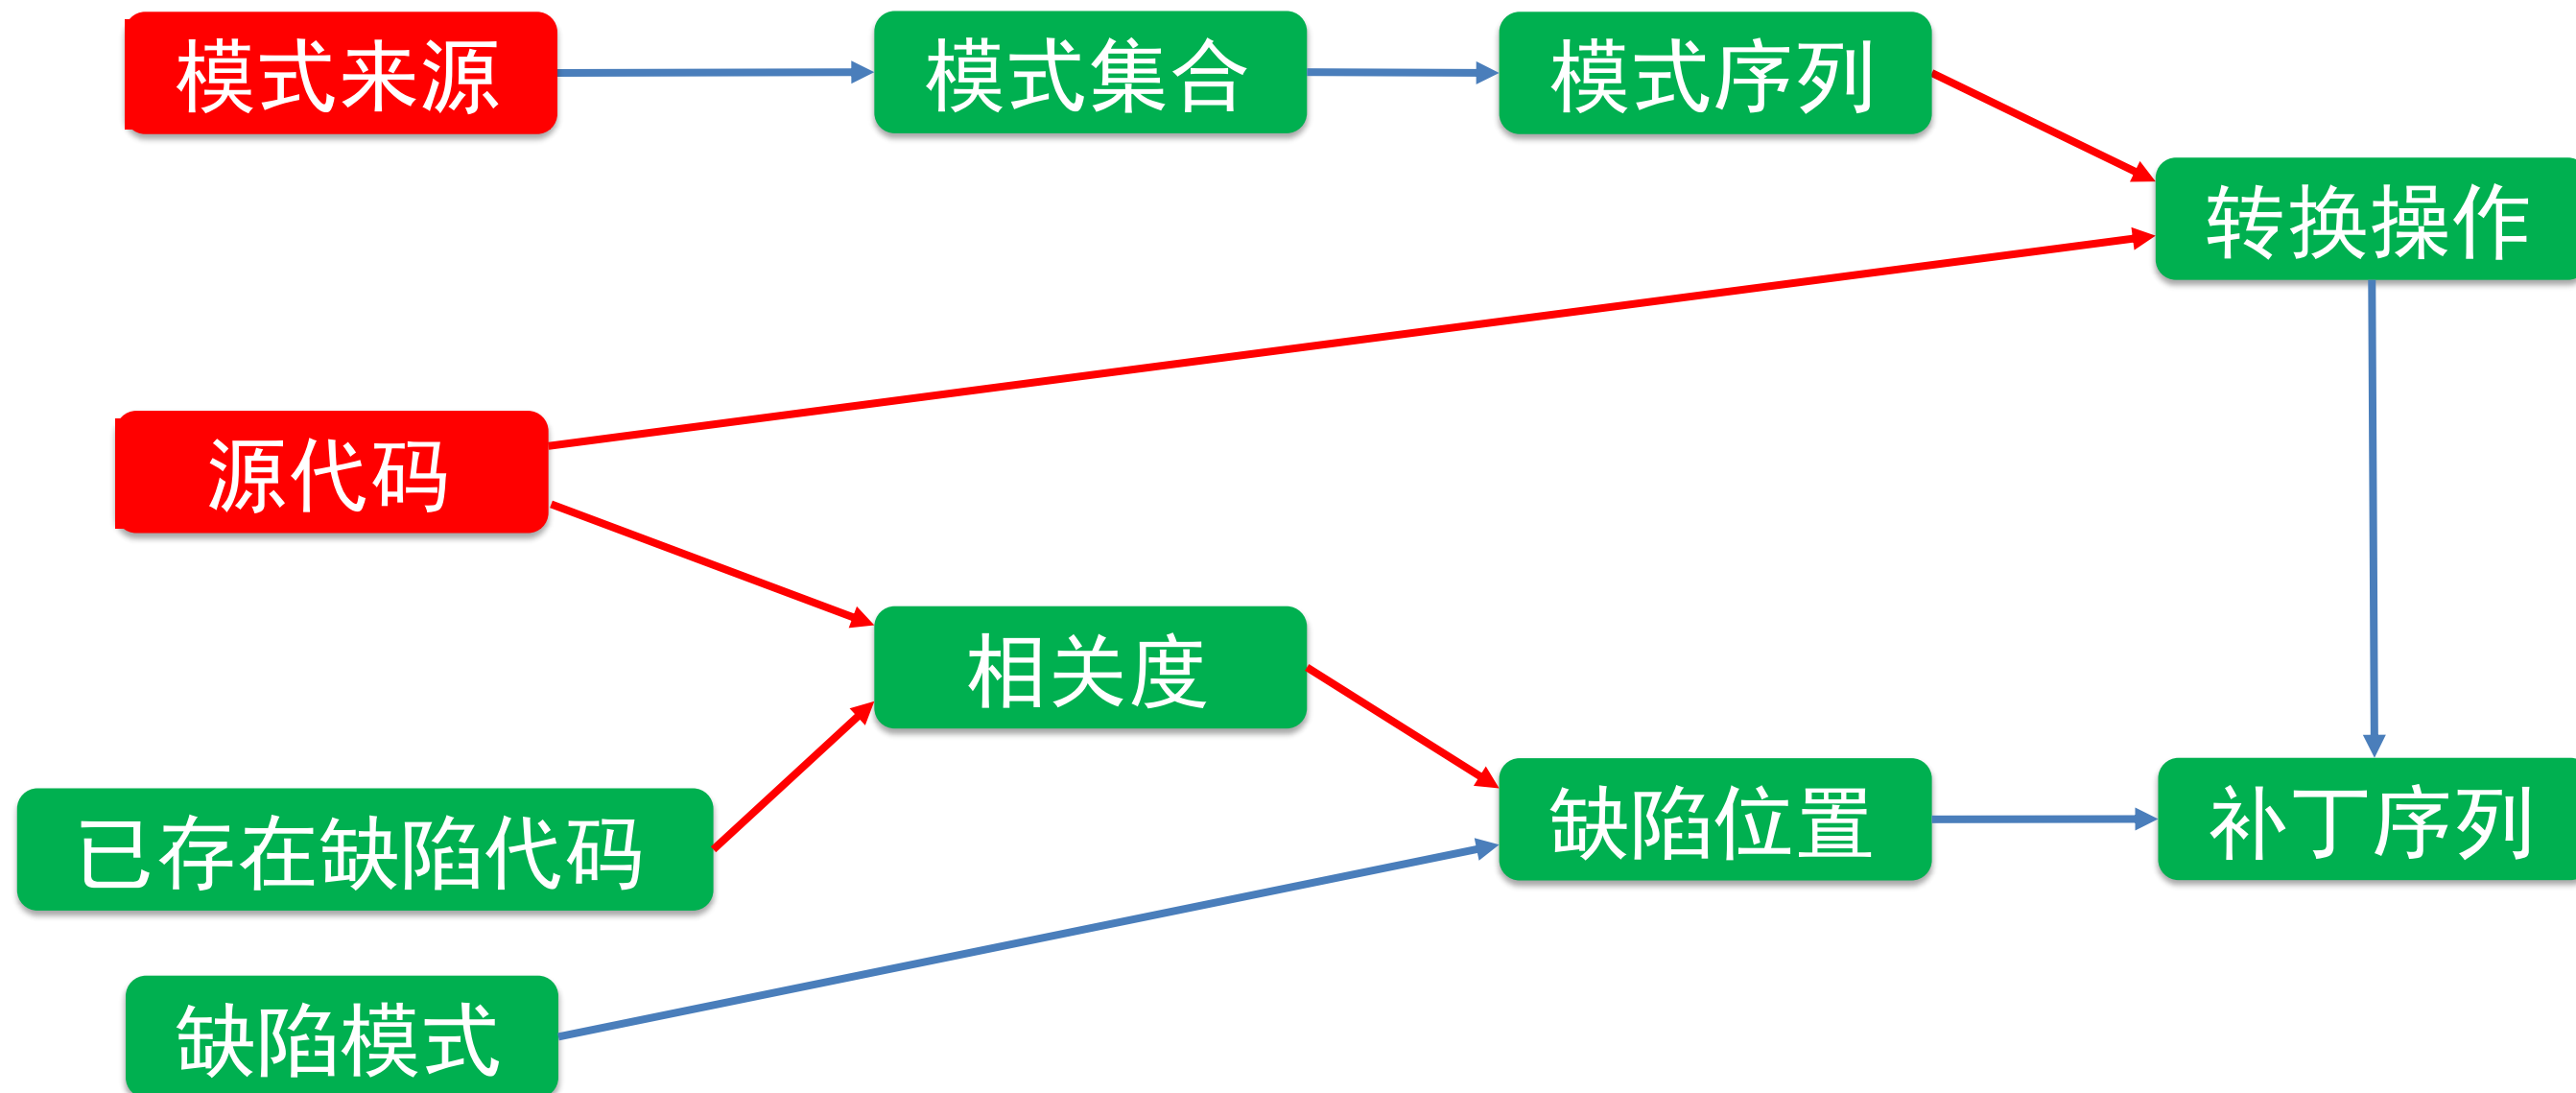 模式来源
模式集合
模式序列
转换操作
源代码
相关度
已存在缺陷代码
缺陷位置
补丁序列
缺陷模式